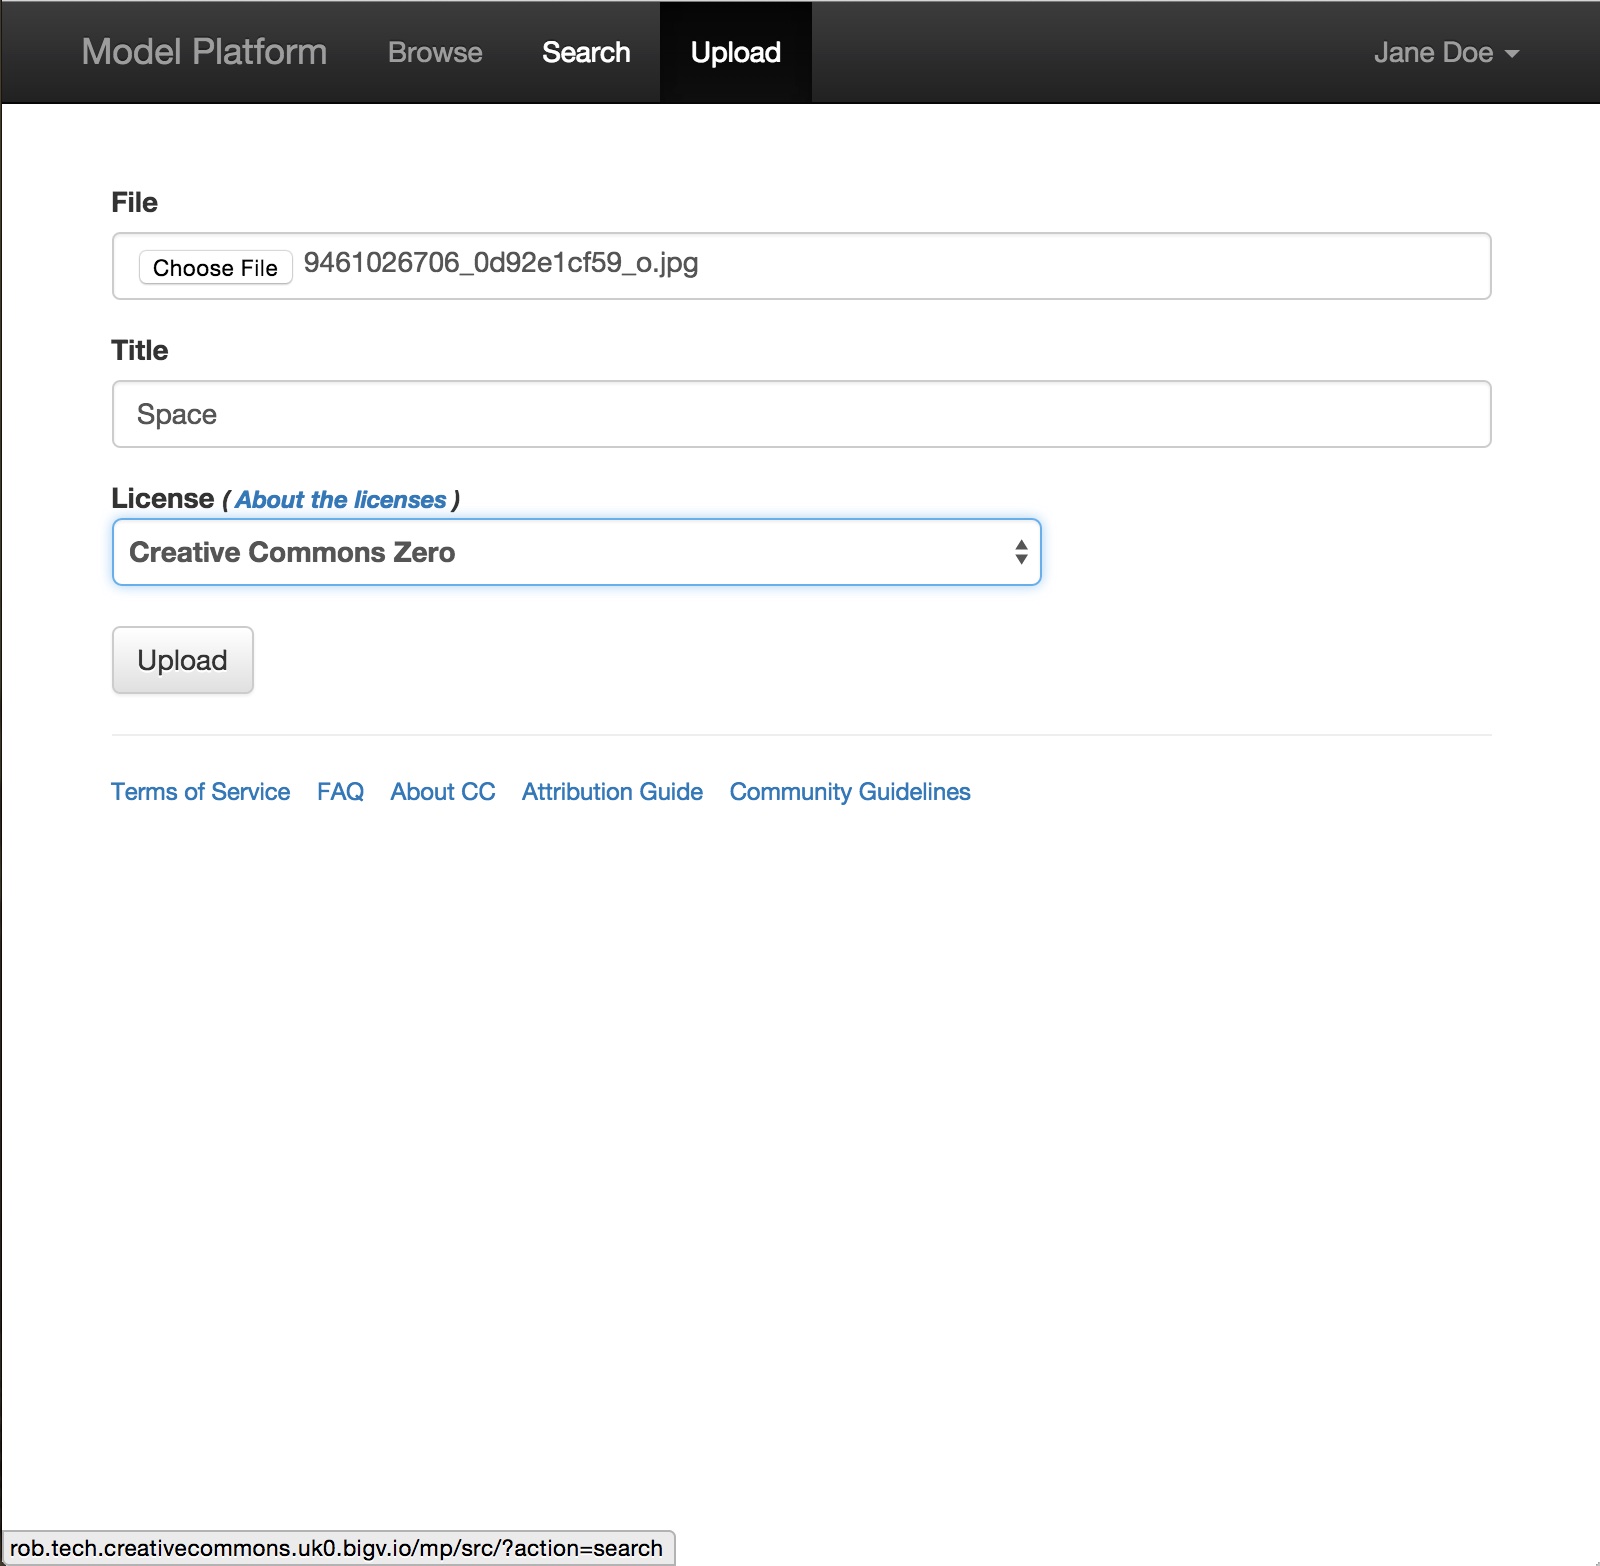 Model Platform Browse Search Upload Jane Doe
File
Choose File 9461026706_0d92e1cf59_o.jpg
Title
Space
License ( About the licenses )
Creative Commons Zero
Upload
Terms of Service FAQ About CC Attribution Guide Community Guidelines
rob.tech.creativecommons.uk0.bigv.io/mp/src/?action=search